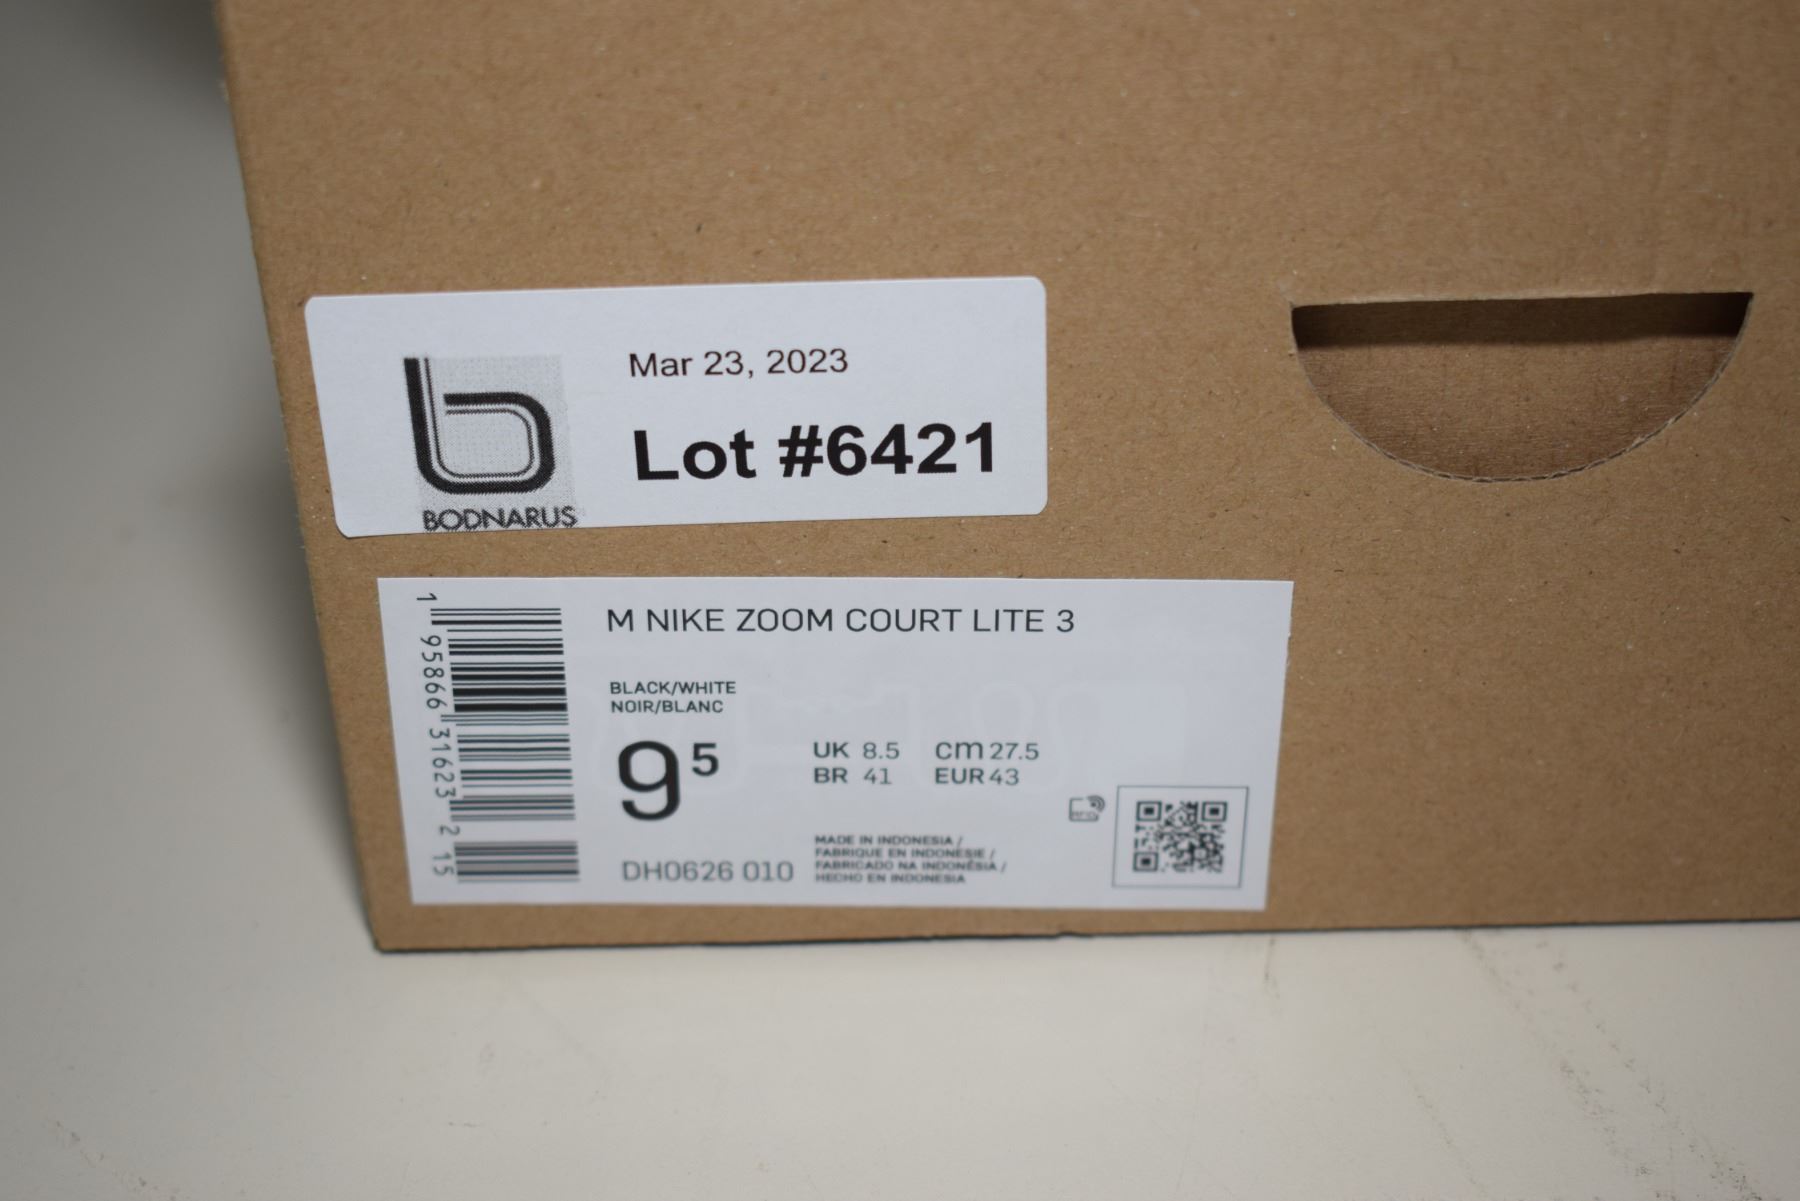 Mar 23, 2023
Lot #6421
BODNARUS
M NIKE ZOOM COURT LITE 3
BLACK/WHITE
NOIR/BLANC
9 5
UK 8.5 cm 27.5
BR 41 EUR 43
MADE IN INDONESIA /
FABRIQUE EN INDONESIE /
FABRICADO NA INDONÉSIA /
HECHO EN INDONESIA
DH0626 010
RFID
1 95866 31623 2 15